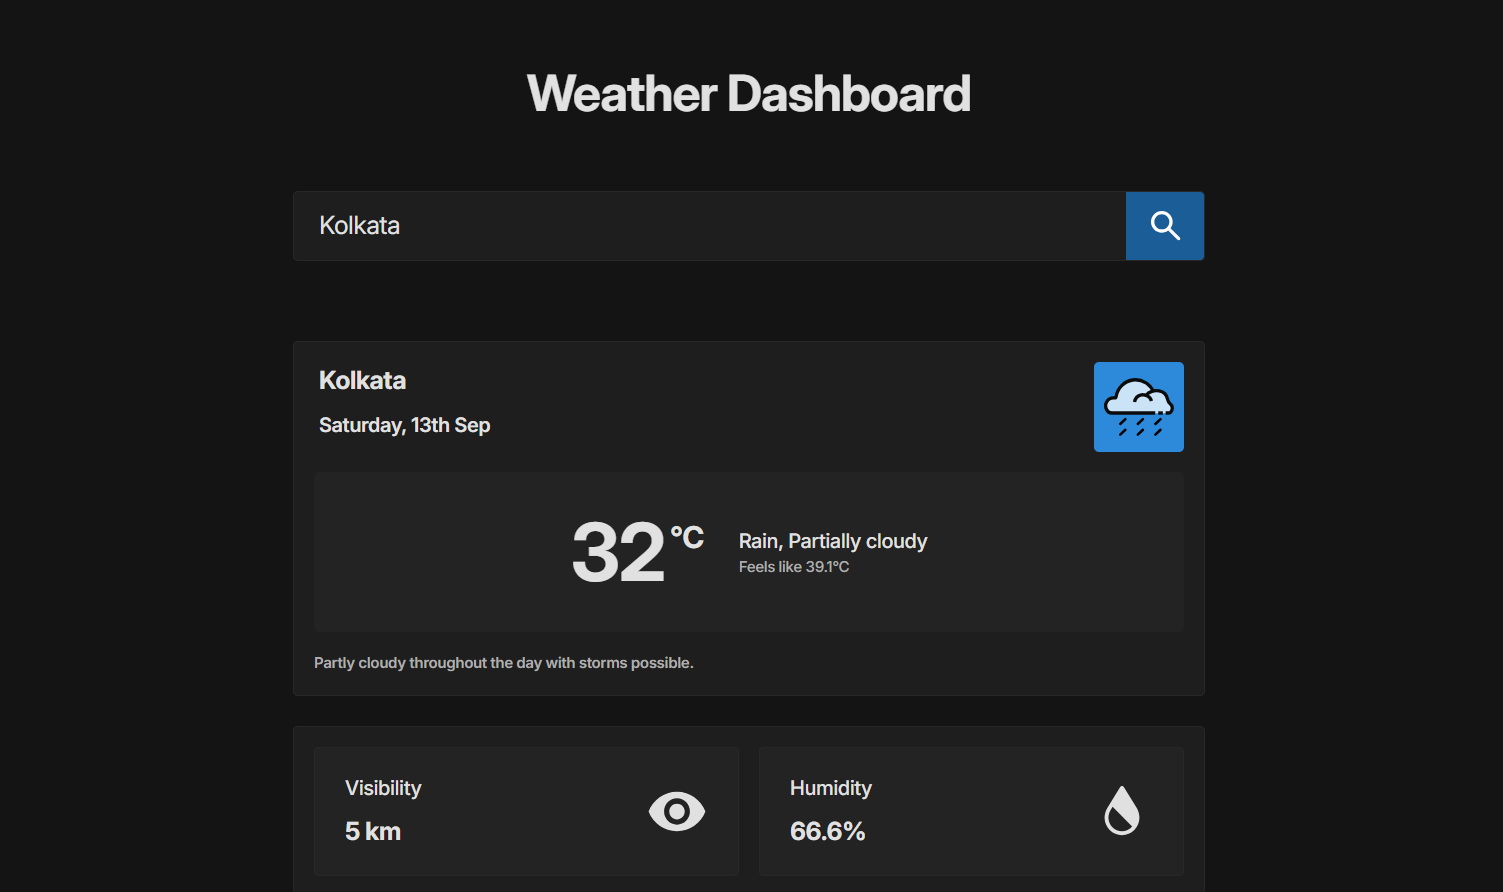 Weather Dashboard
Kolkata
Kolkata
Saturday, 13th Sep
32 °C
Rain, Partially cloudy
Feels like 39.1°C
Partly cloudy throughout the day with storms possible.
Visibility
5 km
Humidity
66.6%